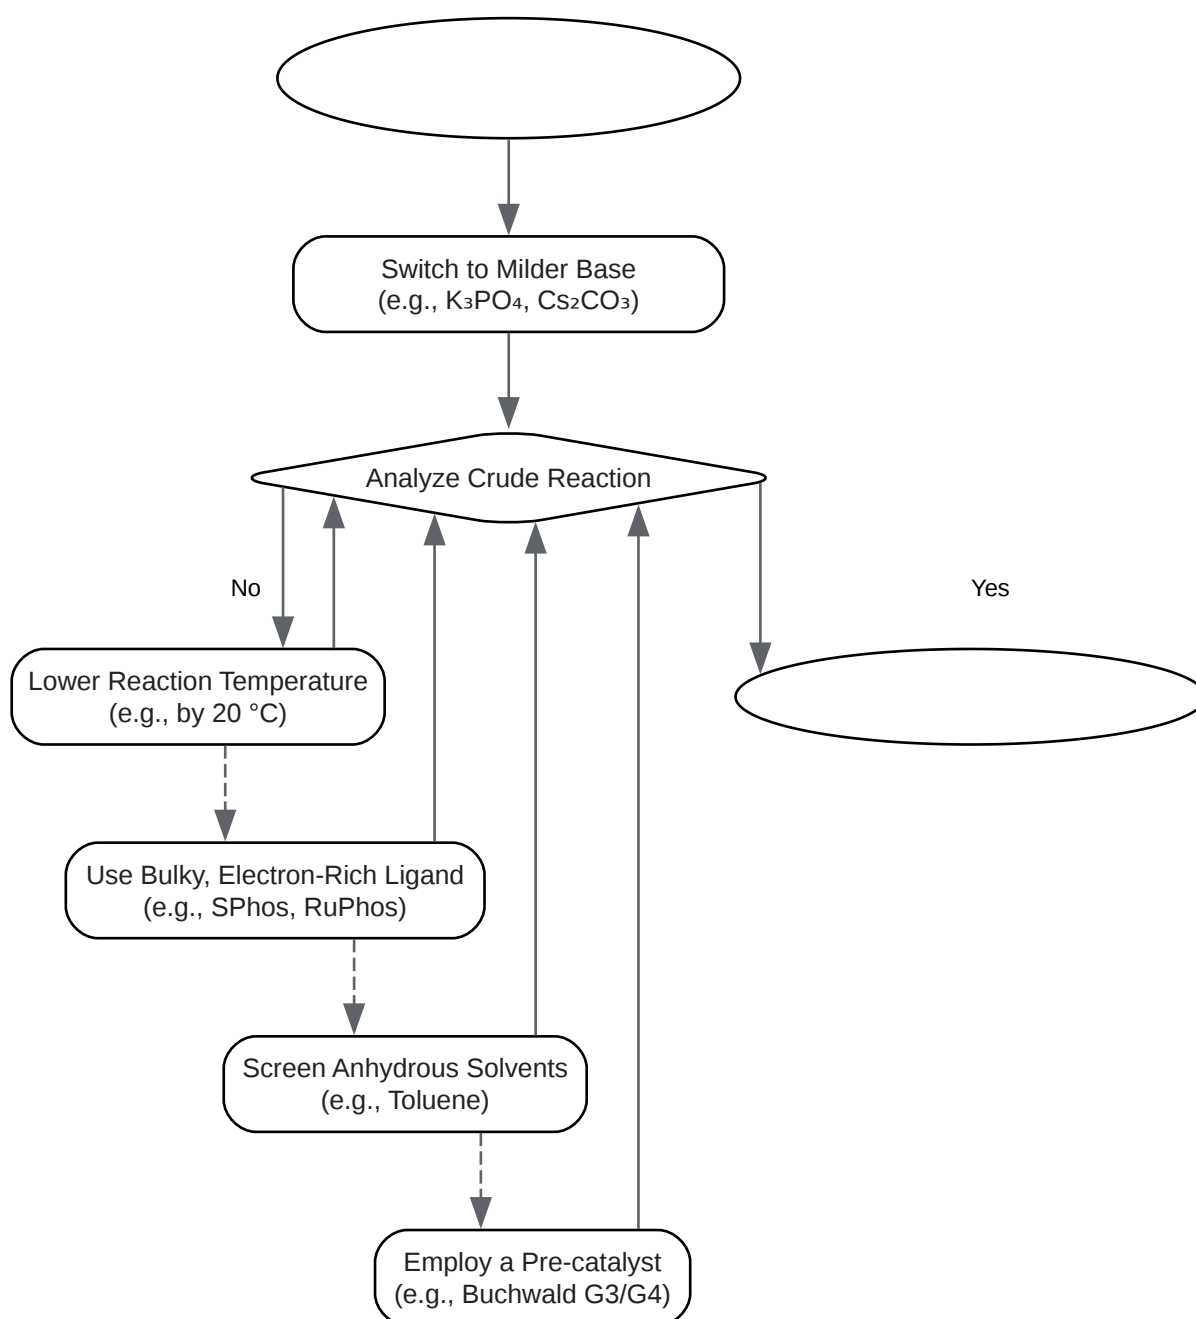 Switch to Milder Base
(e.g., K₃PO₄, Cs₂CO₃)
Analyze Crude Reaction
No
Yes
Lower Reaction Temperature
(e.g., by 20 °C)
Use Bulky, Electron-Rich Ligand
(e.g., SPhos, RuPhos)
Screen Anhydrous Solvents
(e.g., Toluene)
Employ a Pre-catalyst
(e.g., Buchwald G3/G4)